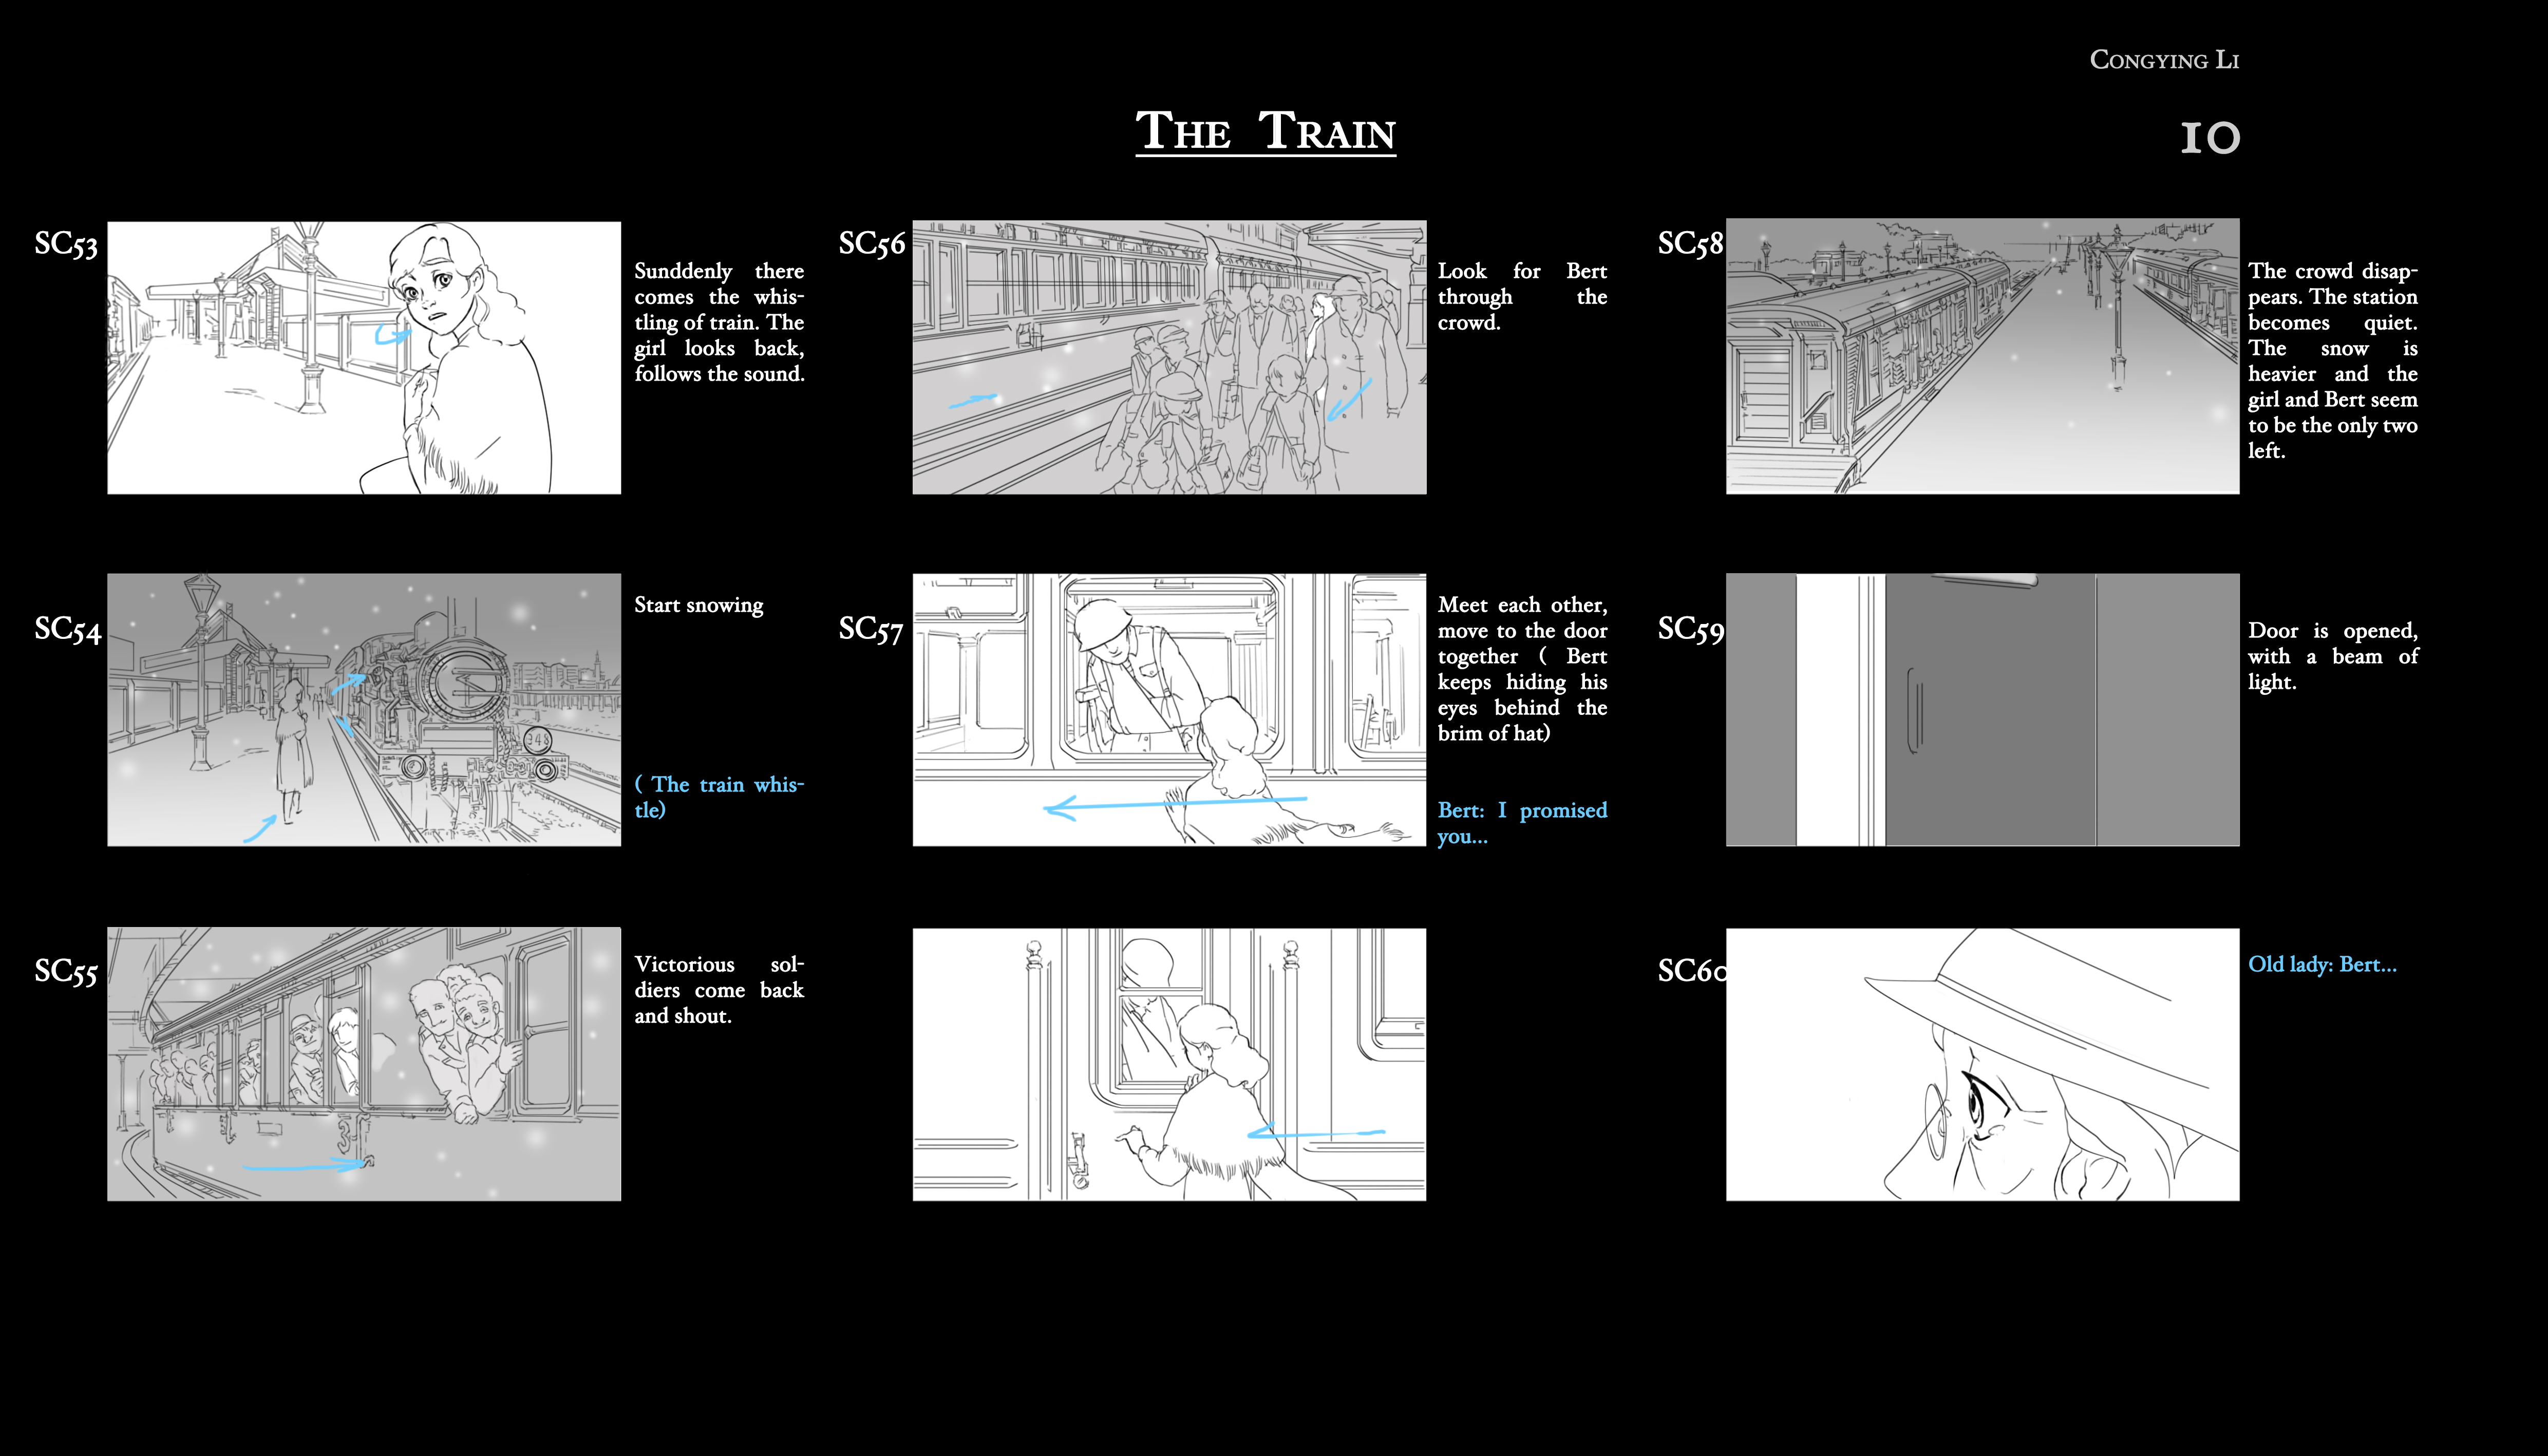 Congying Li
The Train
10
SC53
Sunddenly there
comes the whis-
tling of train. The
girl looks back,
follows the sound.
SC54
Start snowing
( The train whis-
tle)
348
SC55
Victorious sol-
diers come back
and shout.
3
SC56
Look for Bert
through the
crowd.
SC57
Meet each other,
move to the door
together ( Bert
keeps hiding his
eyes behind the
brim of hat)
Bert: I promised
you...
SC58
The crowd disap-
pears. The station
becomes quiet.
The snow is
heavier and the
girl and Bert seem
to be the only two
left.
SC59
Door is opened,
with a beam of
light.
SC60
Old lady: Bert...